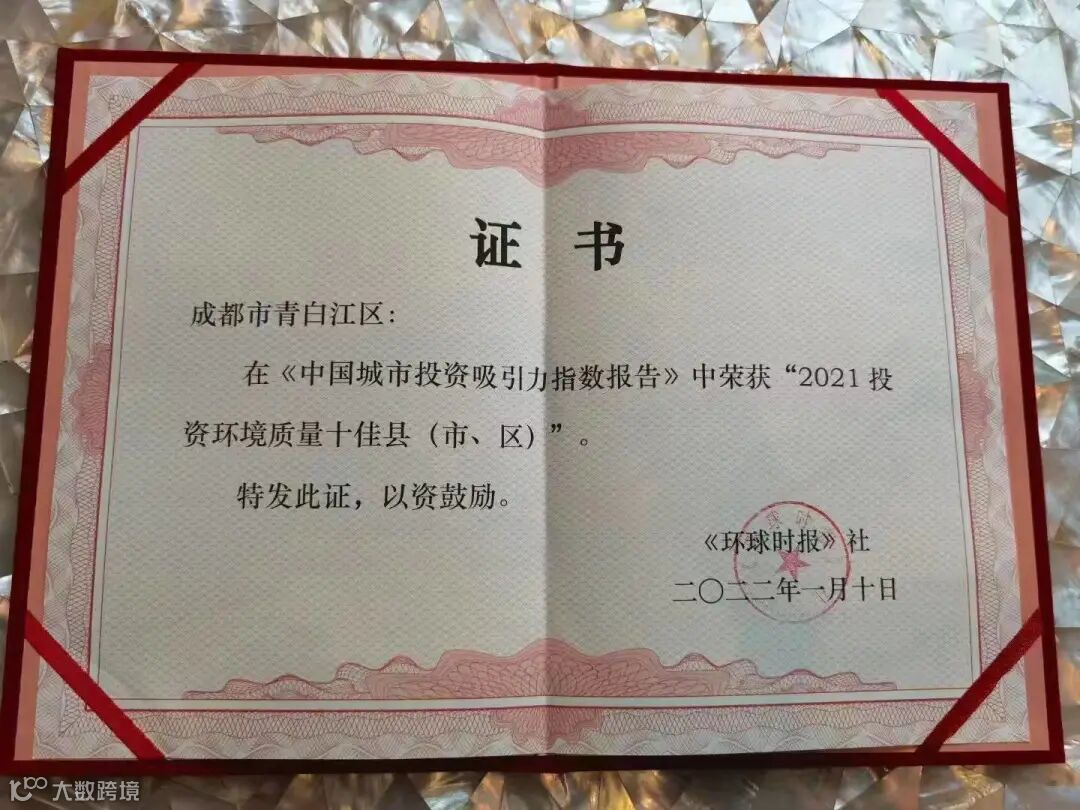 证书
成都市青白江区:
在《中国城市投资吸引力指数报告》中荣获“2021投
资环境质量十佳县（市、区）”。
特发此证，以资鼓励。
《环球时报》社
二〇二二年一月十日
大数跨境